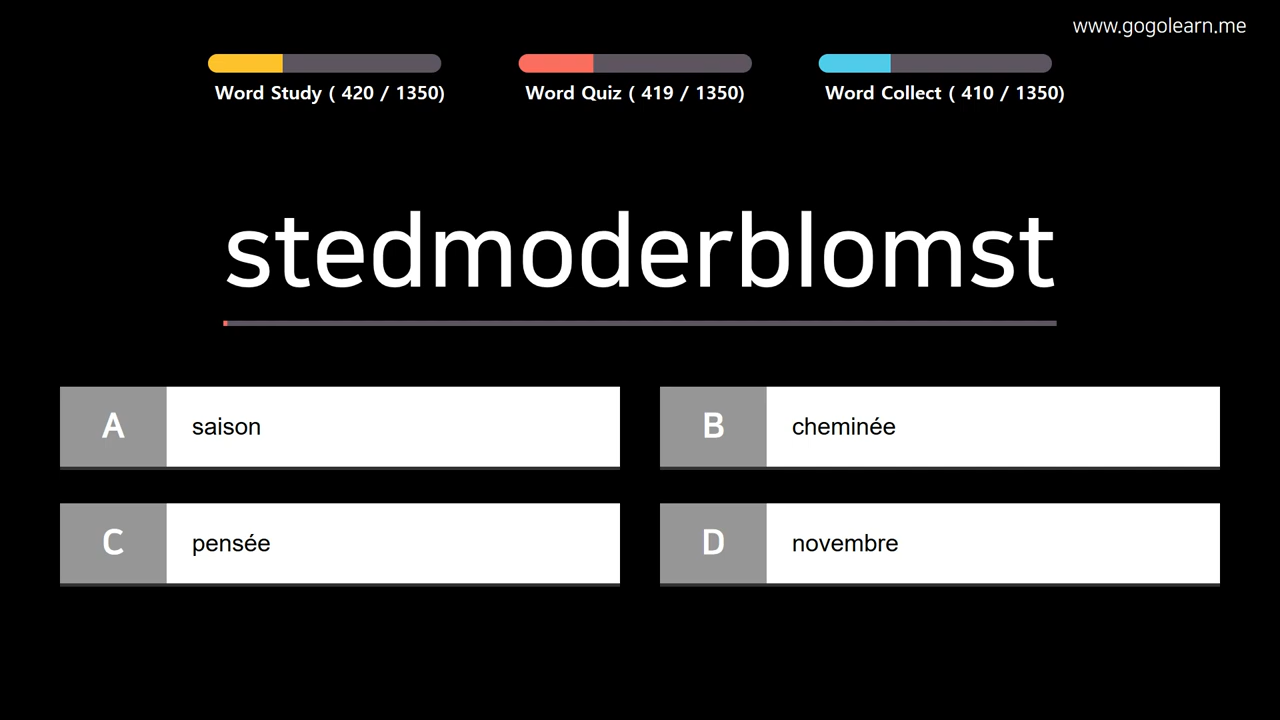 www.gogolearn.me
Word Study ( 420 / 1350)
Word Quiz ( 419 / 1350)
Word Collect ( 410 / 1350)
stedmoderblomst
A saison
B cheminée
C pensée
D novembre